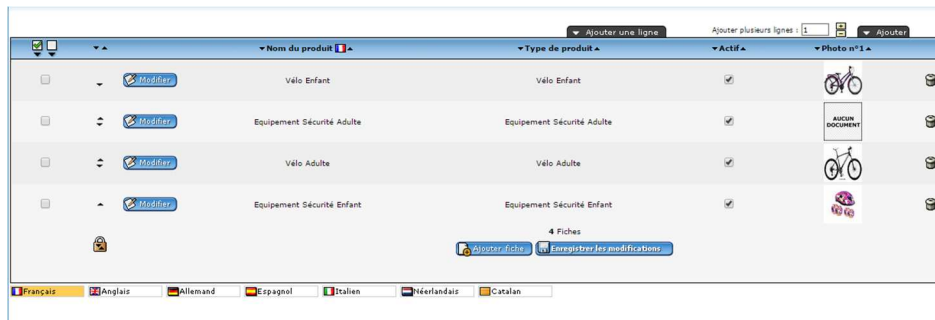 Ajouter une ligne Ajouter plusieurs lignes : 1 Ajouter
Nom du produit Type de produit Actif Photo n°1
Modifier Vélo Enfant Vélo Enfant
Modifier Equipement Sécurité Adulte Equipement Sécurité Adulte AUCUN DOCUMENT
Modifier Vélo Adulte Vélo Adulte
Modifier Equipement Sécurité Enfant Equipement Sécurité Enfant
4 Fiches
Ajouter fiche Enregistrer les modifications
Français Anglais Allemand Espagnol Italien Néerlandais Catalan